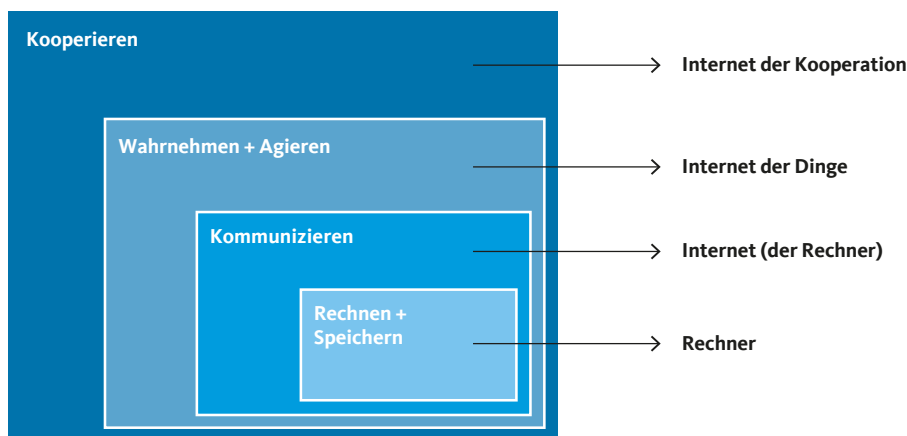 Kooperieren
Internet der Kooperation
Wahrnehmen + Agieren
Internet der Dinge
Kommunizieren
Internet (der Rechner)
Rechnen +
Speichern
Rechner